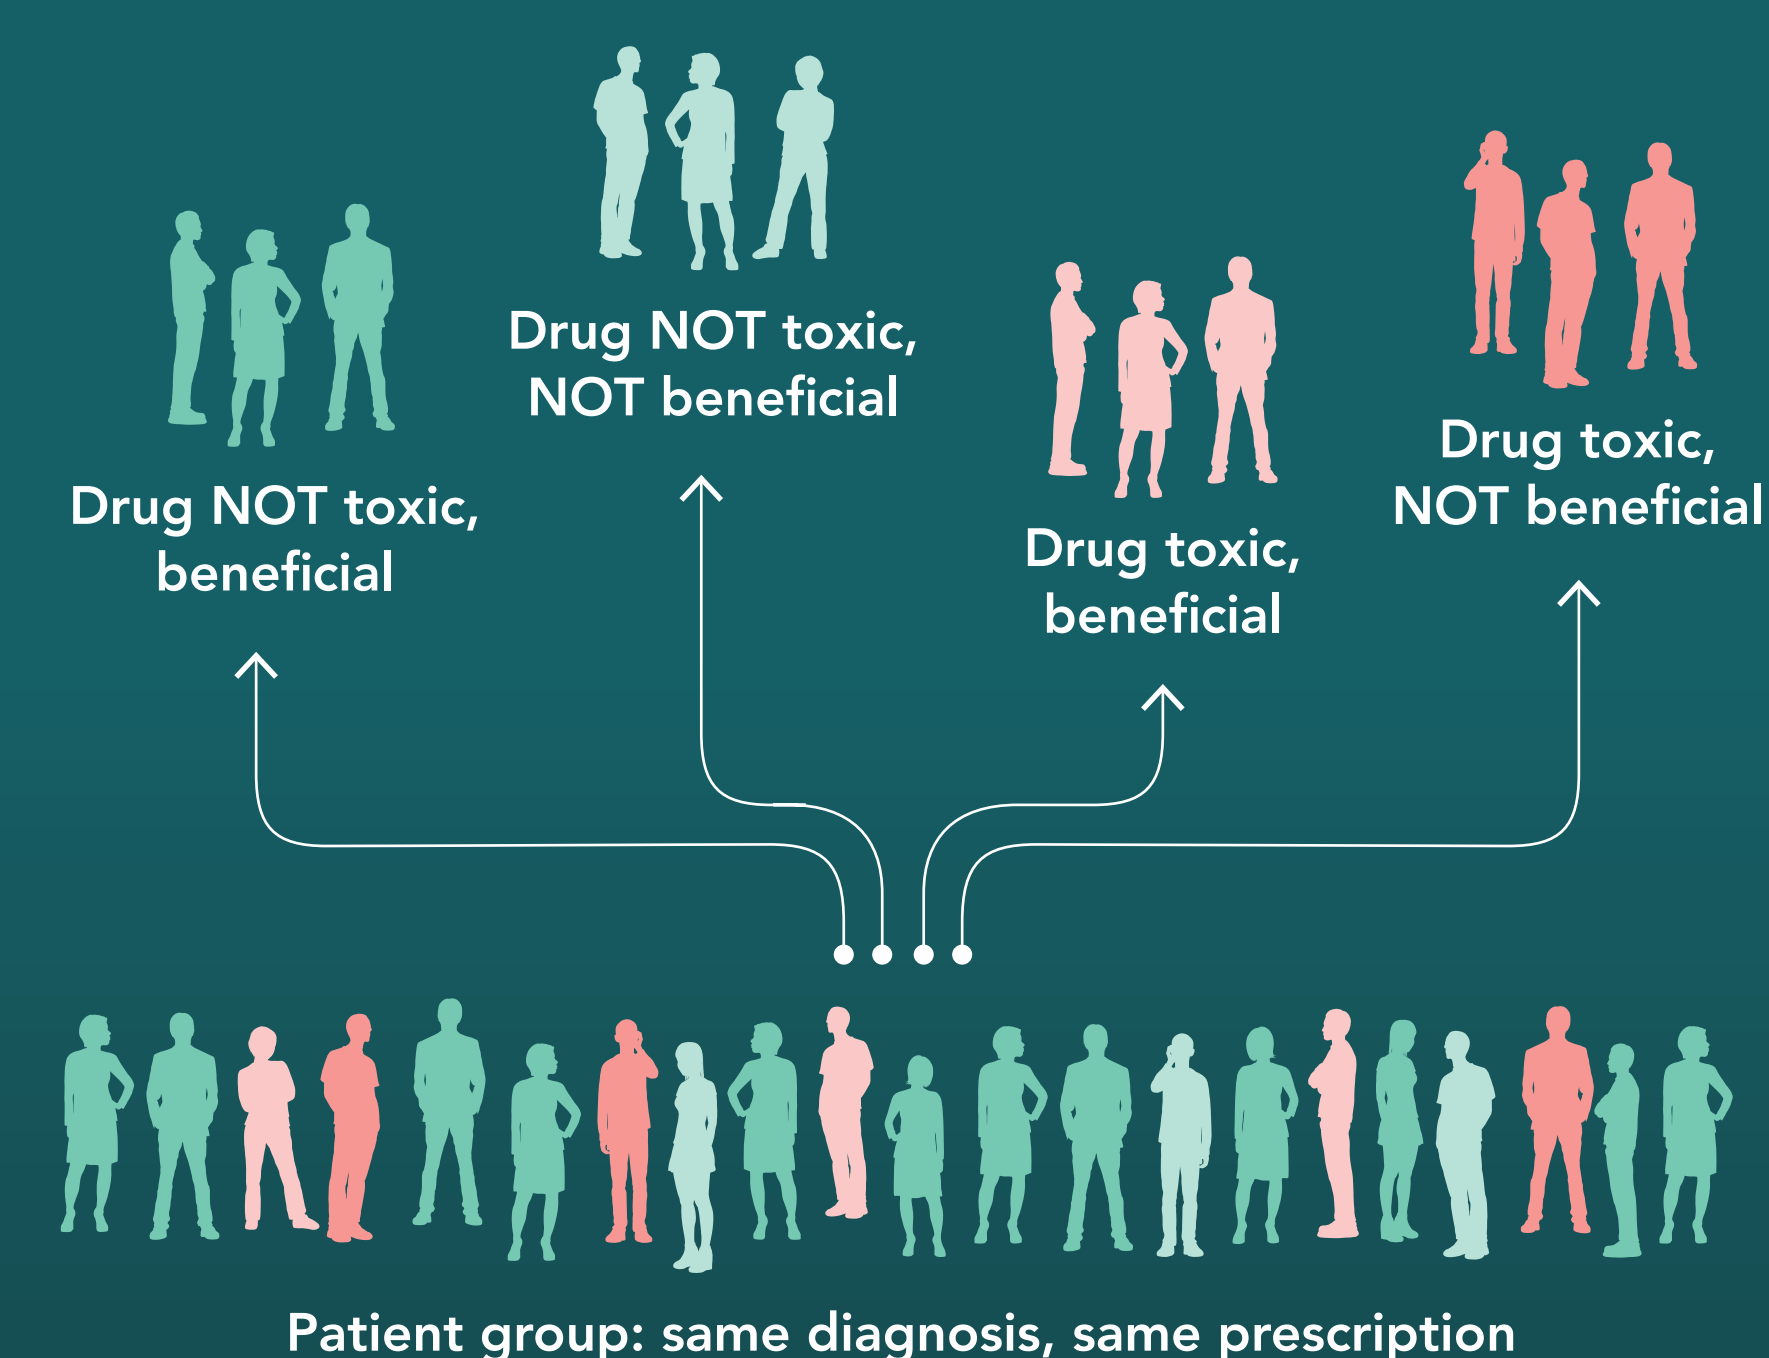 Drug NOT toxic,
beneficial
Drug NOT toxic,
NOT beneficial
Drug toxic,
beneficial
Drug toxic,
NOT beneficial
Patient group: same diagnosis, same prescription